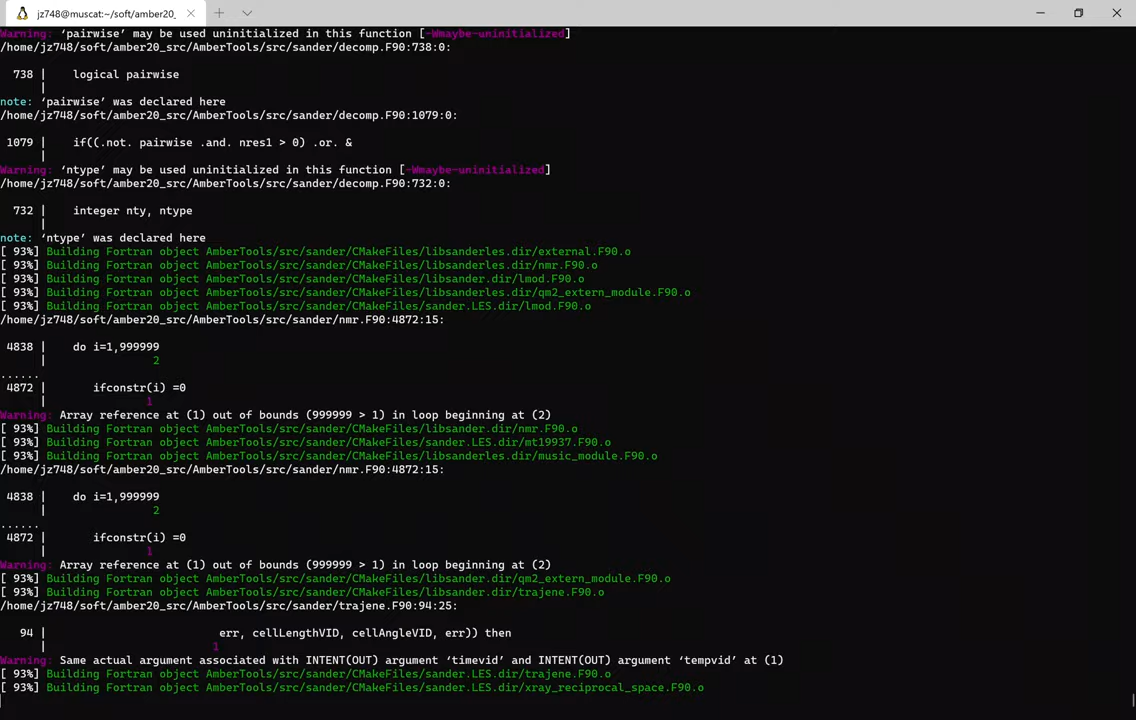 jz748@muscat:~/soft/amber20_
Warning: ‘pairwise’ may be used uninitialized in this function [-Wmaybe-uninitialized]
/home/jz748/soft/amber20_src/AmberTools/src/sander/decomp.F90:738:0:
738 |    logical pairwise
|
note: ‘pairwise’ was declared here
/home/jz748/soft/amber20_src/AmberTools/src/sander/decomp.F90:1079:0:
1079 |    if((.not. pairwise .and. nres1 > 0) .or. &
|
Warning: ‘ntype’ may be used uninitialized in this function [-Wmaybe-uninitialized]
/home/jz748/soft/amber20_src/AmberTools/src/sander/decomp.F90:732:0:
732 |    integer nty, ntype
|
note: ‘ntype’ was declared here
[ 93%] Building Fortran object AmberTools/src/sander/CMakeFiles/libsanderles.dir/external.F90.o
[ 93%] Building Fortran object AmberTools/src/sander/CMakeFiles/libsanderles.dir/nmr.F90.o
[ 93%] Building Fortran object AmberTools/src/sander/CMakeFiles/libsander.dir/lmod.F90.o
[ 93%] Building Fortran object AmberTools/src/sander/CMakeFiles/libsanderles.dir/qm2_extern_module.F90.o
[ 93%] Building Fortran object AmberTools/src/sander/CMakeFiles/sander.LES.dir/lmod.F90.o
/home/jz748/soft/amber20_src/AmberTools/src/sander/nmr.F90:4872:15:
4838 |    do i=1,999999
|                2
......
4872 |       ifconstr(i) =0
|               1
Warning: Array reference at (1) out of bounds (999999 > 1) in loop beginning at (2)
[ 93%] Building Fortran object AmberTools/src/sander/CMakeFiles/libsander.dir/nmr.F90.o
[ 93%] Building Fortran object AmberTools/src/sander/CMakeFiles/sander.LES.dir/mt19937.F90.o
[ 93%] Building Fortran object AmberTools/src/sander/CMakeFiles/libsanderles.dir/music_module.F90.o
/home/jz748/soft/amber20_src/AmberTools/src/sander/nmr.F90:4872:15:
4838 |    do i=1,999999
|                2
......
4872 |       ifconstr(i) =0
|               1
Warning: Array reference at (1) out of bounds (999999 > 1) in loop beginning at (2)
[ 93%] Building Fortran object AmberTools/src/sander/CMakeFiles/libsander.dir/qm2_extern_module.F90.o
[ 93%] Building Fortran object AmberTools/src/sander/CMakeFiles/libsander.dir/trajene.F90.o
/home/jz748/soft/amber20_src/AmberTools/src/sander/trajene.F90:94:25:
94 |                          err, cellLengthVID, cellAngleVID, err)) then
|                         1
Warning: Same actual argument associated with INTENT(OUT) argument ‘timevid’ and INTENT(OUT) argument ‘tempvid’ at (1)
[ 93%] Building Fortran object AmberTools/src/sander/CMakeFiles/sander.LES.dir/trajene.F90.o
[ 93%] Building Fortran object AmberTools/src/sander/CMakeFiles/sander.LES.dir/xray_reciprocal_space.F90.o